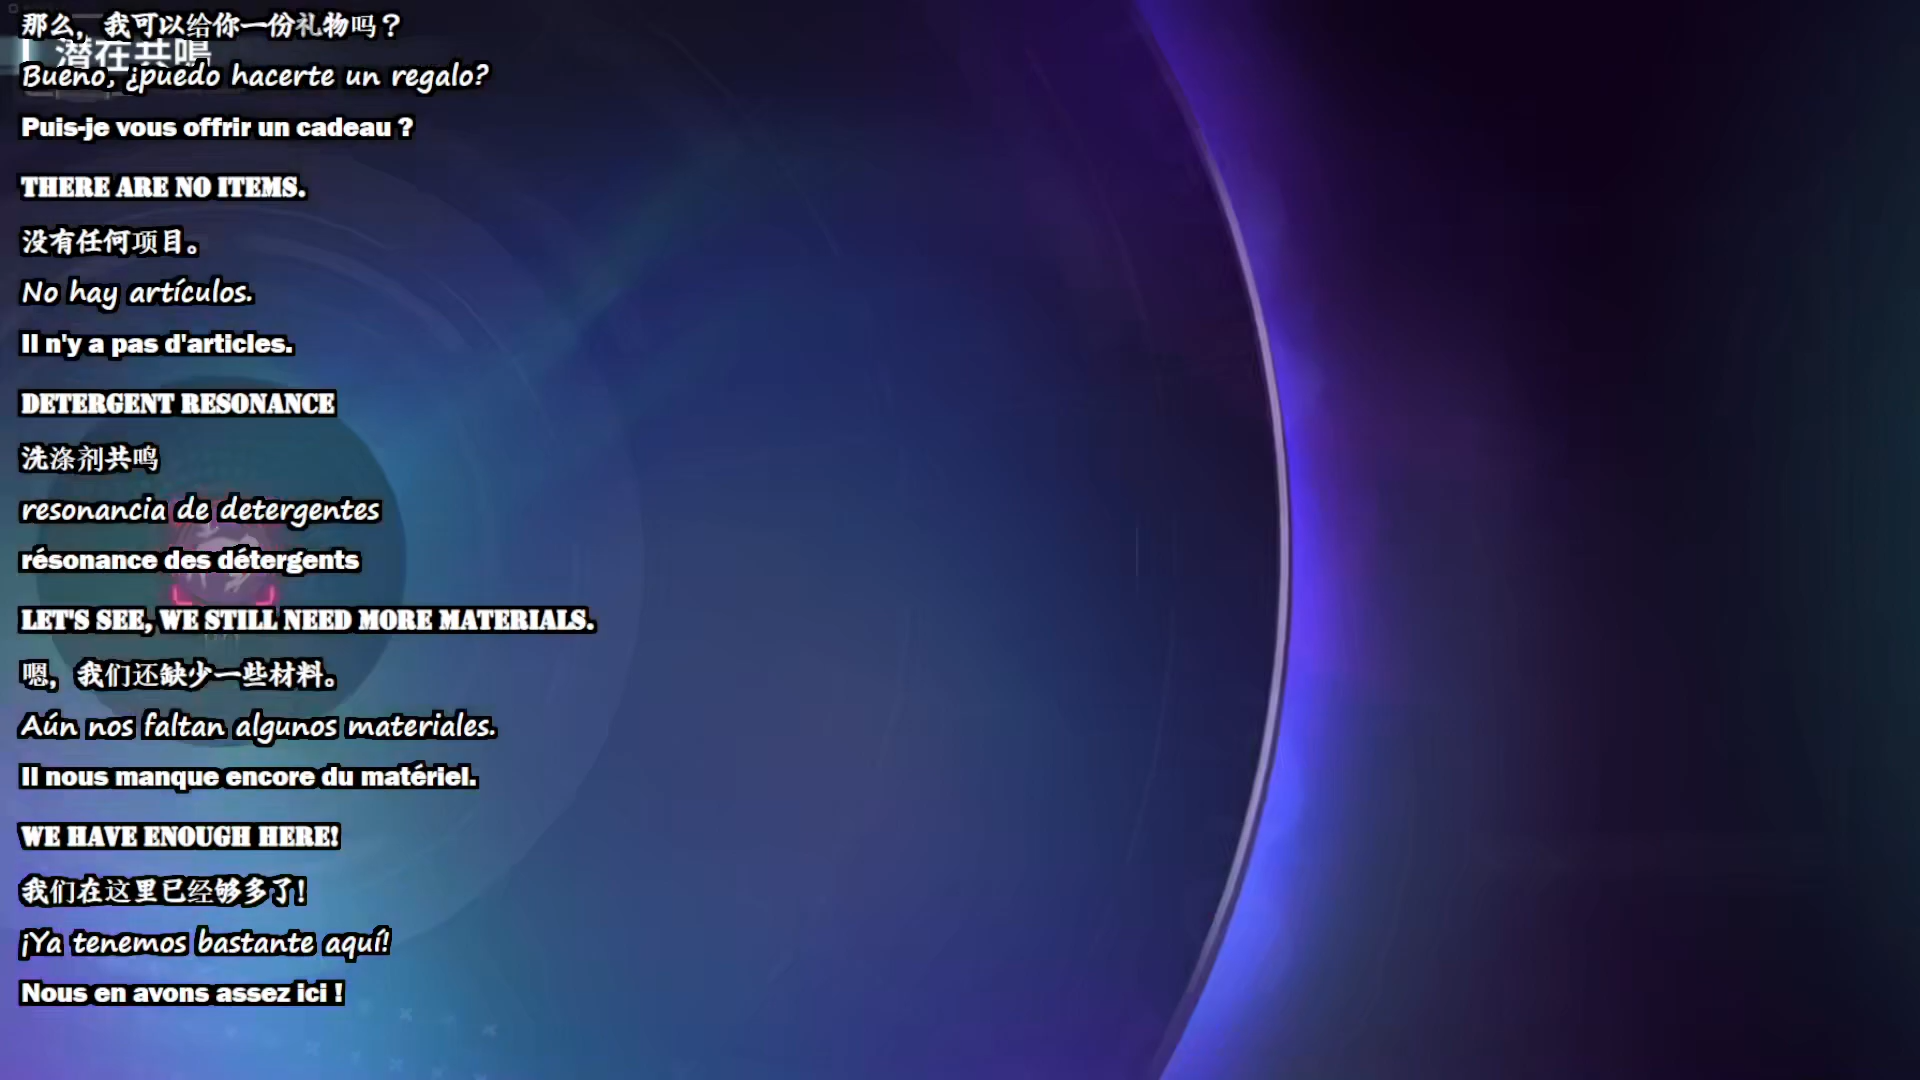 那么，我可以给你一份礼物吗？
潜在共鳴
Bueno, ¿puedo hacerte un regalo?
Puis-je vous offrir un cadeau ?
THERE ARE NO ITEMS.
没有任何项目。
No hay artículos.
Il n'y a pas d'articles.
DETERGENT RESONANCE
洗涤剂共鸣
resonancia de detergentes
résonance des détergents
LET'S SEE, WE STILL NEED MORE MATERIALS.
嗯，我们还缺少一些材料。
Aún nos faltan algunos materiales.
Il nous manque encore du matériel.
WE HAVE ENOUGH HERE!
我们在这里已经够多了!
¡Ya tenemos bastante aquí!
Nous en avons assez ici !